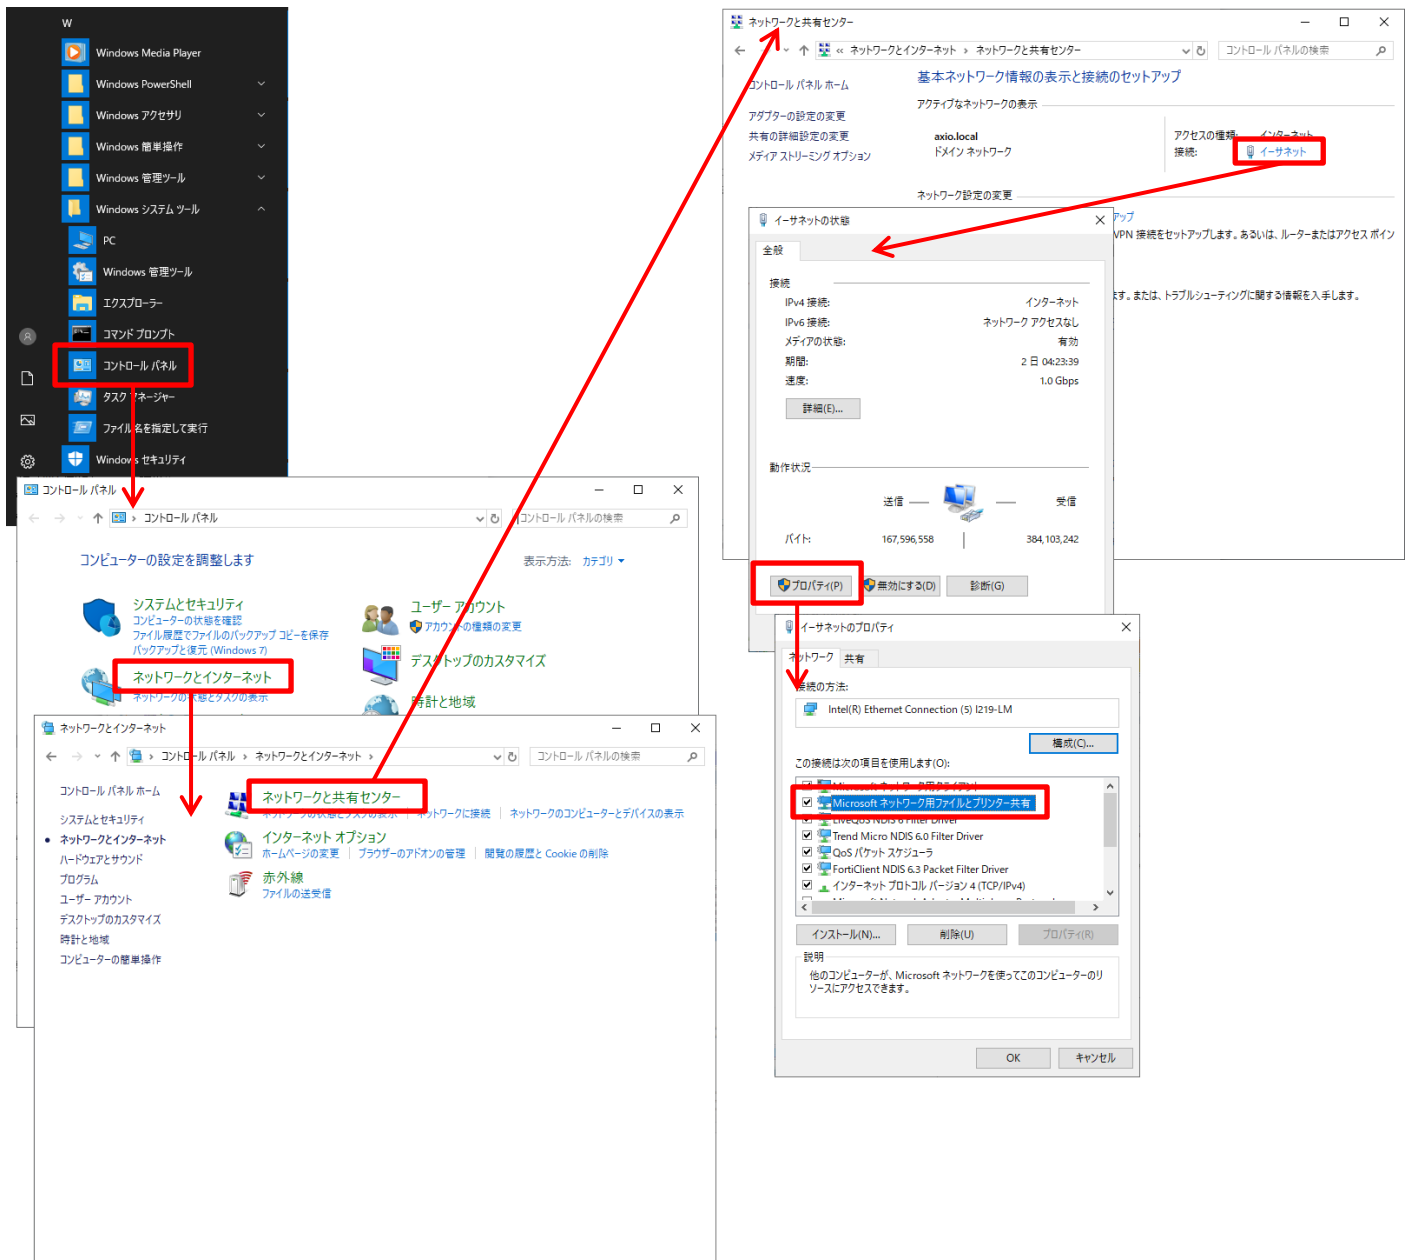 W
Windows Media Player
Windows PowerShell
Windows アクセサリ
Windows 簡単操作
Windows 管理ツール
Windows システム ツール
PC
Windows 管理ツール
エクスプローラー
コマンド プロンプト
コントロール パネル
タスク マネージャー
ファイル名を指定して実行
Windows セキュリティ
コントロール パネル
コントロール パネル
コントロール パネルの検索
コンピューターの設定を調整します
表示方法: カテゴリ
システムとセキュリティ
コンピューターの状態を確認
ファイル履歴でファイルのバックアップ コピーを保存
バックアップと復元 (Windows 7)
ネットワークとインターネット
ネットワークの状態とタスクの表示
ユーザー アカウント
アカウントの種類の変更
デスクトップのカスタマイズ
時計と地域
ネットワークとインターネット
コントロール パネル › ネットワークとインターネット ›
コントロール パネルの検索
コントロール パネル ホーム
システムとセキュリティ
ネットワークとインターネット
ハードウェアとサウンド
プログラム
ユーザー アカウント
デスクトップのカスタマイズ
時計と地域
コンピューターの簡単操作
ネットワークと共有センター
ネットワークの状態とタスクの表示 ネットワークに接続 ネットワークのコンピューターとデバイスの表示
インターネット オプション
ホームページの変更 ブラウザーのアドオンの管理 閲覧の履歴と Cookie の削除
赤外線
ファイルの送受信
ネットワークと共有センター
« ネットワークとインターネット › ネットワークと共有センター
コントロール パネルの検索
コントロール パネル ホーム
アダプターの設定の変更
共有の詳細設定の変更
メディア ストリーミング オプション
基本ネットワーク情報の表示と接続のセットアップ
アクティブなネットワークの表示
axio.local
ドメイン ネットワーク
アクセスの種類: インターネット
接続: イーサネット
ネットワーク設定の変更
アップ
VPN 接続をセットアップします。あるいは、ルーターまたはアクセス ポイン
ます。または、トラブルシューティングに関する情報を入手します。
イーサネットの状態
全般
接続
IPv4 接続: インターネット
IPv6 接続: ネットワーク アクセスなし
メディアの状態: 有効
期間: 2 日 04:23:39
速度: 1.0 Gbps
詳細(E)...
動作状況
送信 受信
バイト: 167,596,558 384,103,242
プロパティ(P) 無効にする(D) 診断(G)
イーサネットのプロパティ
ネットワーク 共有
接続の方法:
Intel(R) Ethernet Connection (5) I219-LM
構成(C)...
この接続は次の項目を使用します(O):
Microsoft ネットワーク用クライアント
Microsoft ネットワーク用ファイルとプリンター共有
LiveQoS NDIS 6 Filter Driver
Trend Micro NDIS 6.0 Filter Driver
QoS パケット スケジューラ
FortiClient NDIS 6.3 Packet Filter Driver
インターネット プロトコル バージョン 4 (TCP/IPv4)
インストール(N)... 削除(U) プロパティ(R)
説明
他のコンピューターが、Microsoft ネットワークを使ってこのコンピューターのリ
ソースにアクセスできます。
OK キャンセル